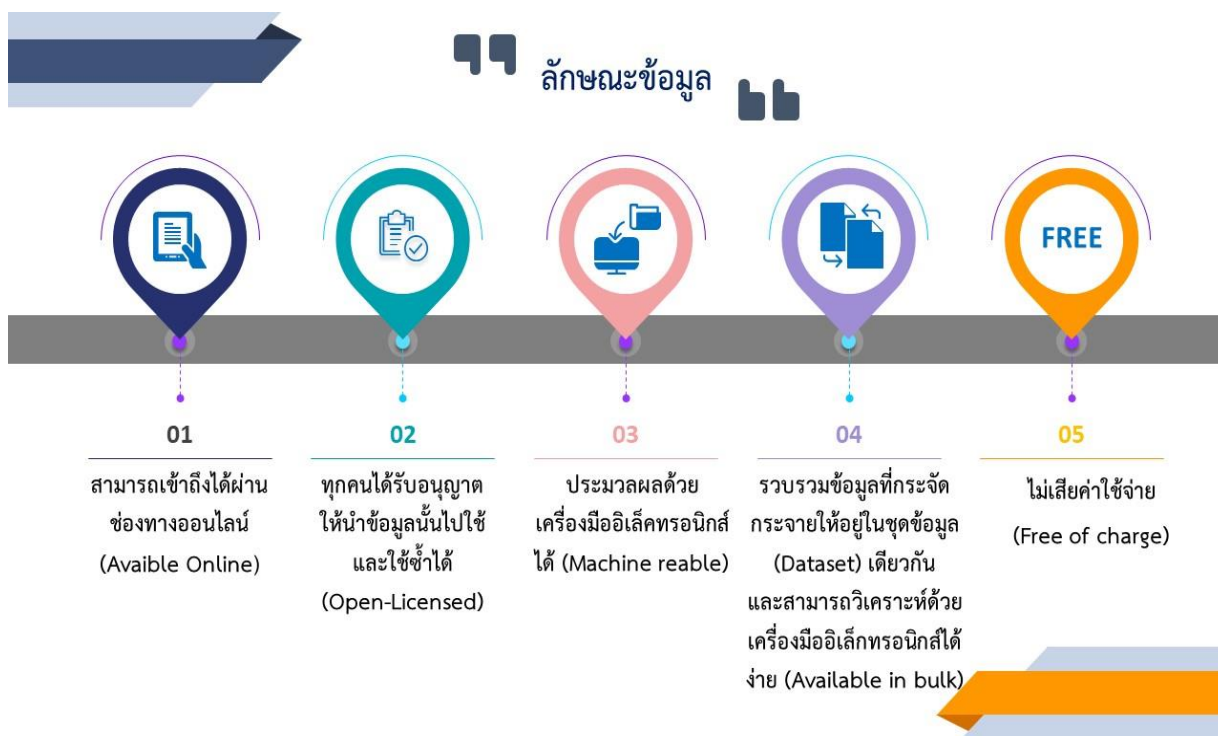 ลักษณะข้อมูล
FREE
01
สามารถเข้าถึงได้ผ่าน
ช่องทางออนไลน์
(Avaible Online)
02
ทุกคนได้รับอนุญาต
ให้นำข้อมูลนั้นไปใช้
และใช้ซ้ำได้
(Open-Licensed)
03
ประมวลผลด้วย
เครื่องมืออิเล็คทรอนิกส์
ได้ (Machine reable)
04
รวบรวมข้อมูลที่กระจัด
กระจายให้อยู่ในชุดข้อมูล
(Dataset) เดียวกัน
และสามารถวิเคราะห์ด้วย
เครื่องมืออิเล็กทรอนิกส์ได้
ง่าย (Available in bulk)
05
ไม่เสียค่าใช้จ่าย
(Free of charge)